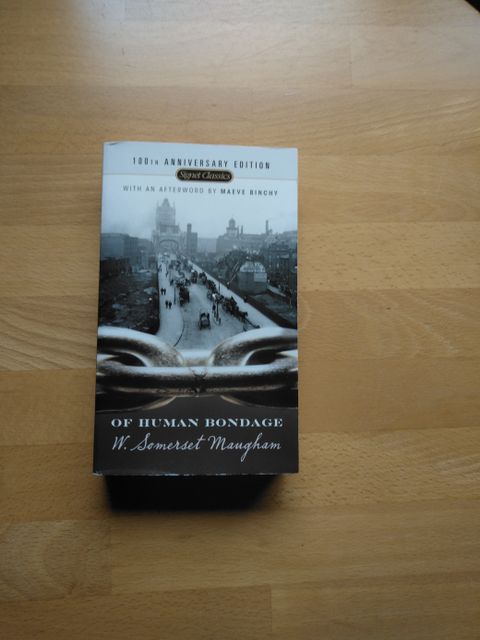 100TH ANNIVERSARY EDITION
Signet Classics
WITH AN AFTERWORD BY MAEVE BINCHY
OF HUMAN BONDAGE
W. Somerset Maugham